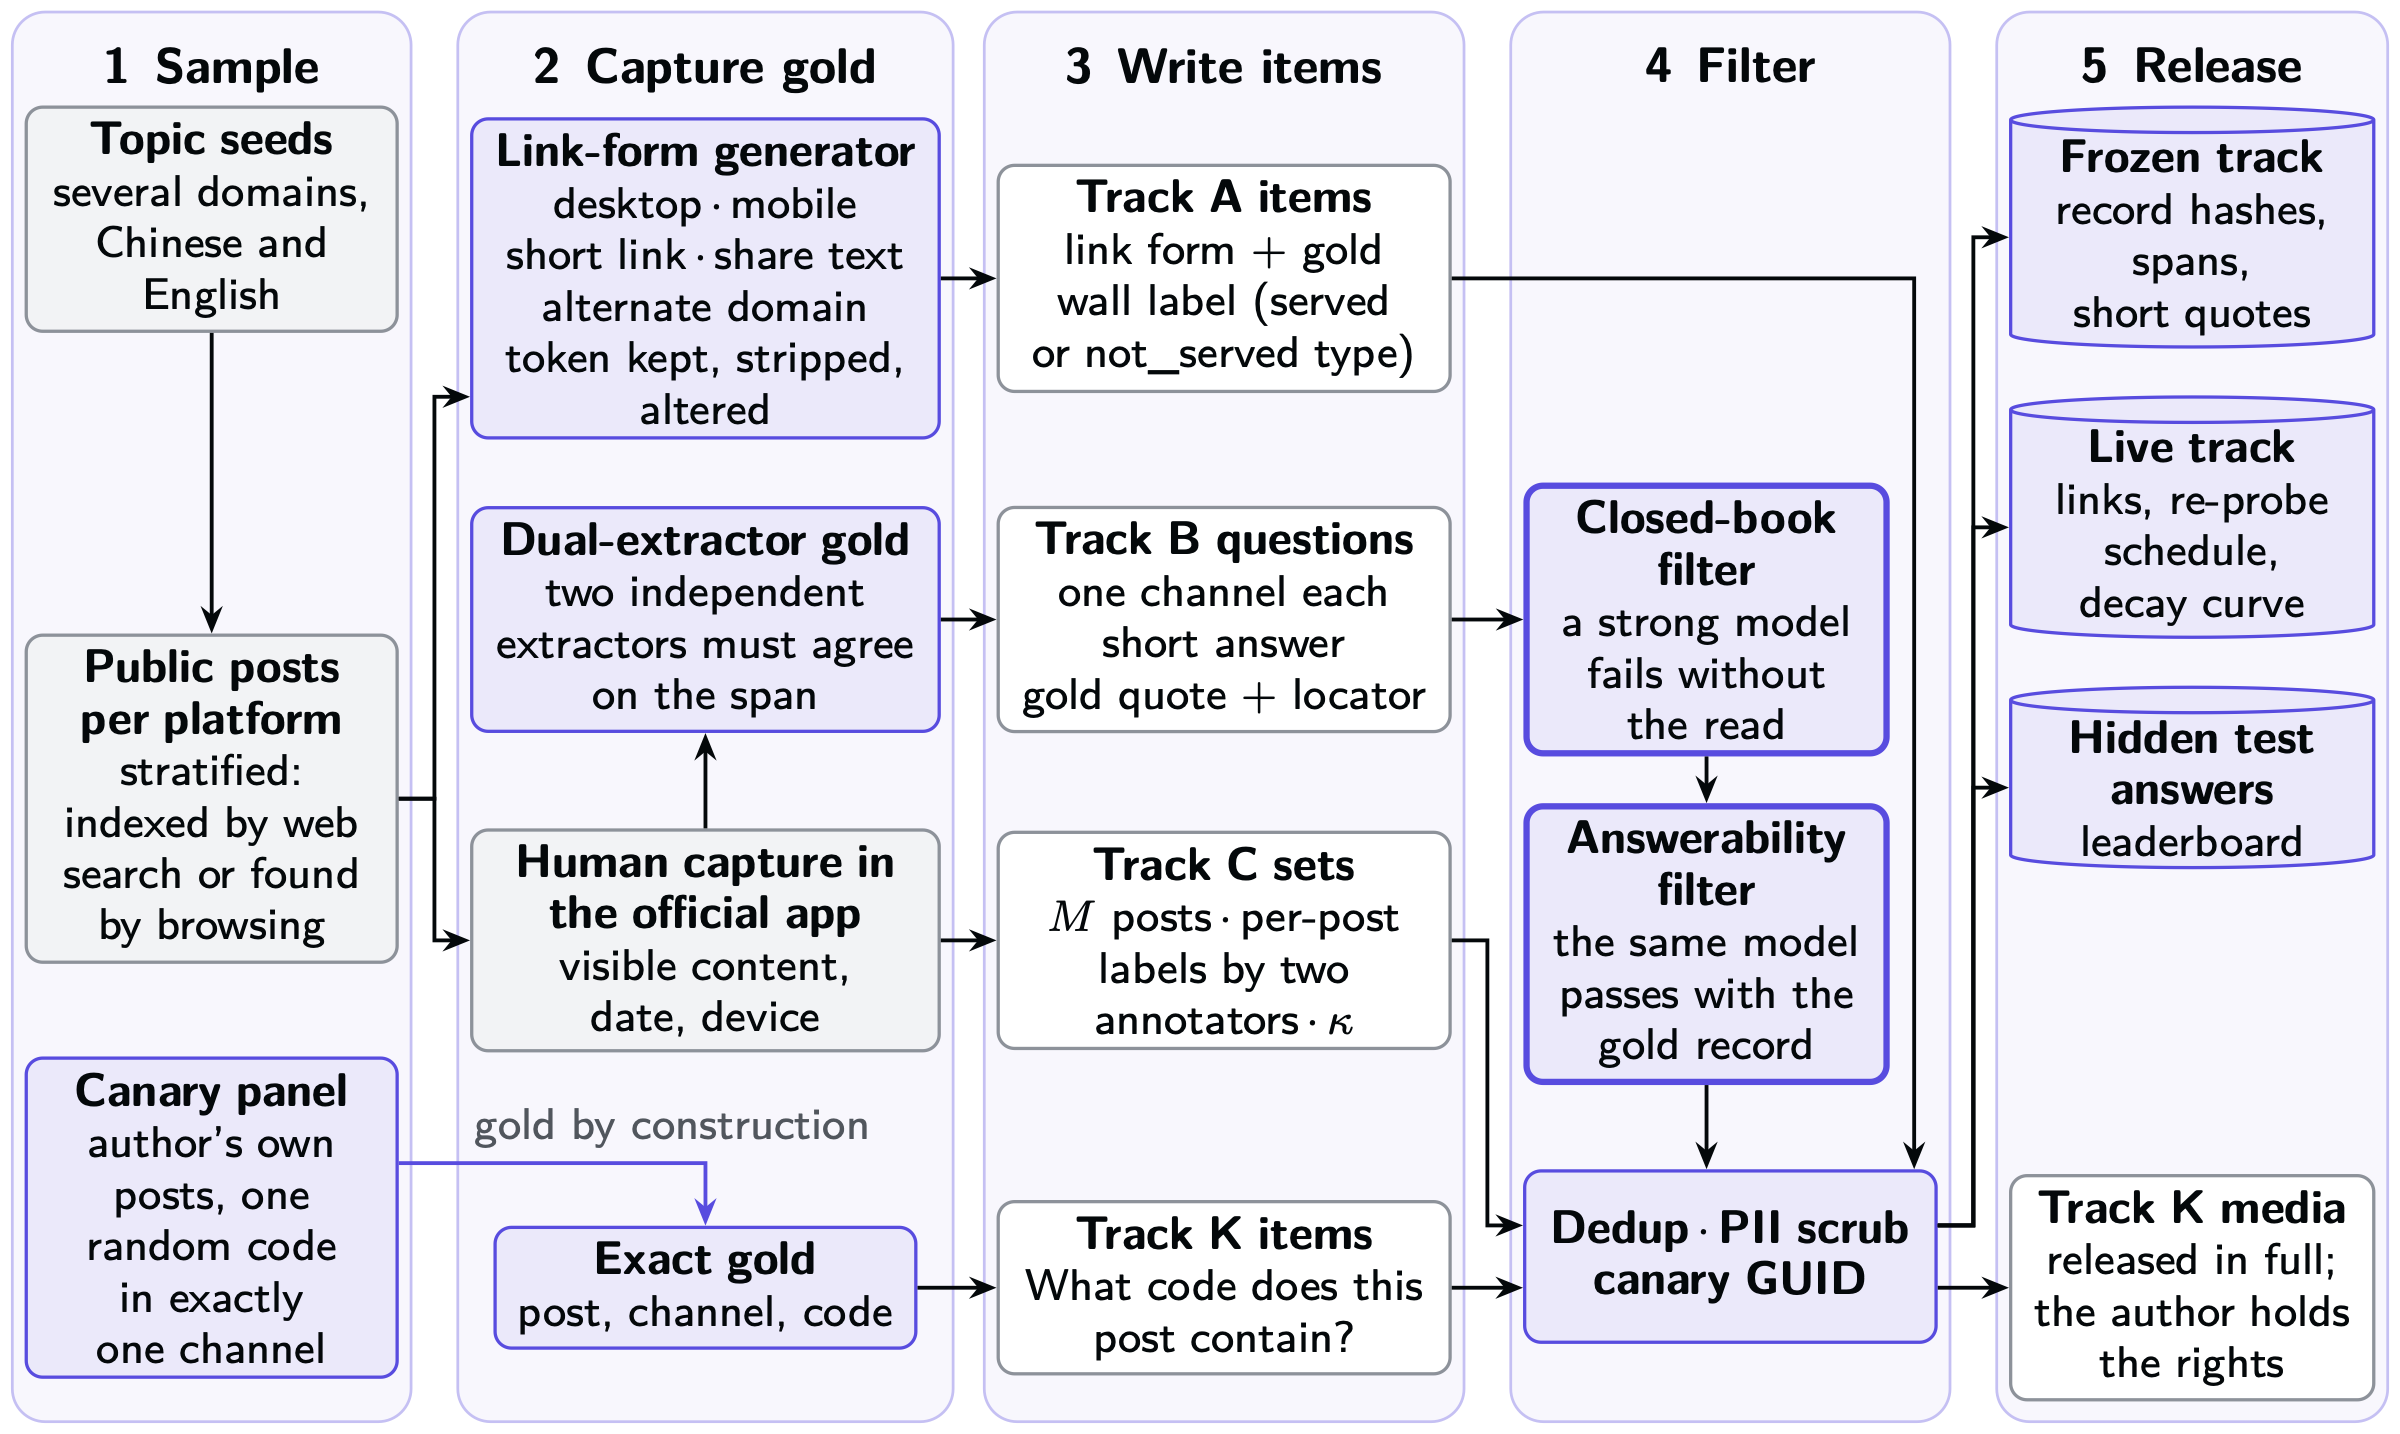 1 Sample
Topic seeds
several domains,
Chinese and
English
Public posts
per platform
stratified:
indexed by web
search or found
by browsing
Canary panel
author's own
posts, one
random code
in exactly
one channel
2 Capture gold
Link-form generator
desktop · mobile
short link · share text
alternate domain
token kept, stripped,
altered
Dual-extractor gold
two independent
extractors must agree
on the span
Human capture in
the official app
visible content,
date, device
gold by construction
Exact gold
post, channel, code
3 Write items
Track A items
link form + gold
wall label (served
or not_served type)
Track B questions
one channel each
short answer
gold quote + locator
Track C sets
M posts · per-post
labels by two
annotators · κ
Track K items
What code does this
post contain?
4 Filter
Closed-book
filter
a strong model
fails without
the read
Answerability
filter
the same model
passes with the
gold record
Dedup · PII scrub
canary GUID
5 Release
Frozen track
record hashes,
spans,
short quotes
Live track
links, re-probe
schedule,
decay curve
Hidden test
answers
leaderboard
Track K media
released in full;
the author holds
the rights